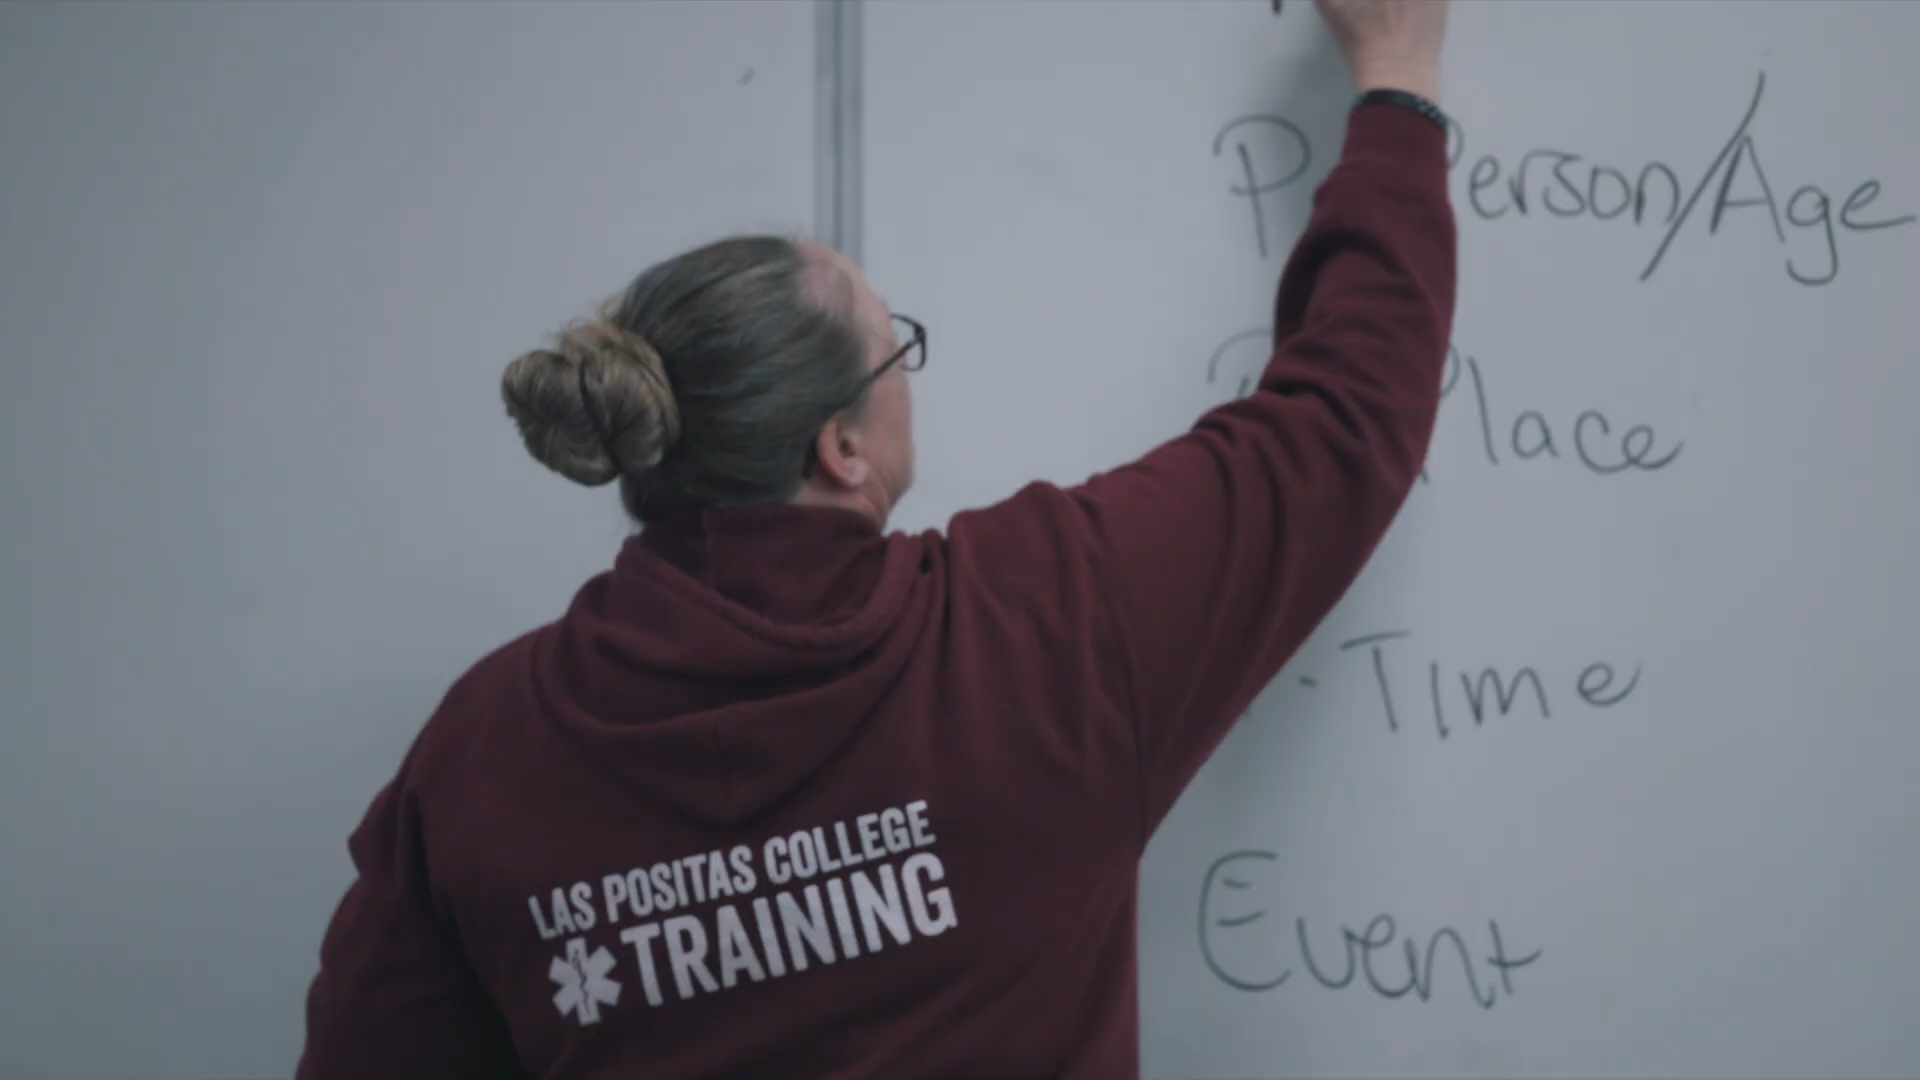 P Person/Age
Place
- Time
Event
LAS POSITAS COLLEGE
TRAINING